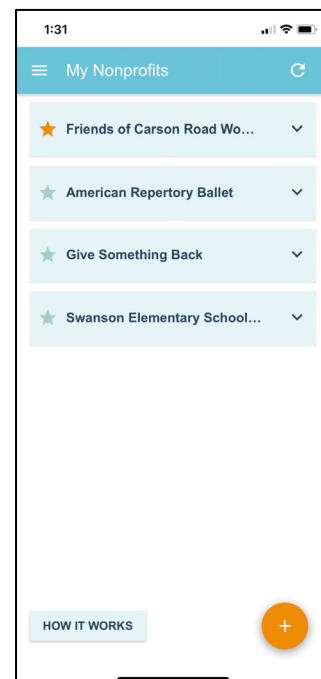 1:31
My Nonprofits
Friends of Carson Road Wo...
American Repertory Ballet
Give Something Back
Swanson Elementary School...
HOW IT WORKS
+